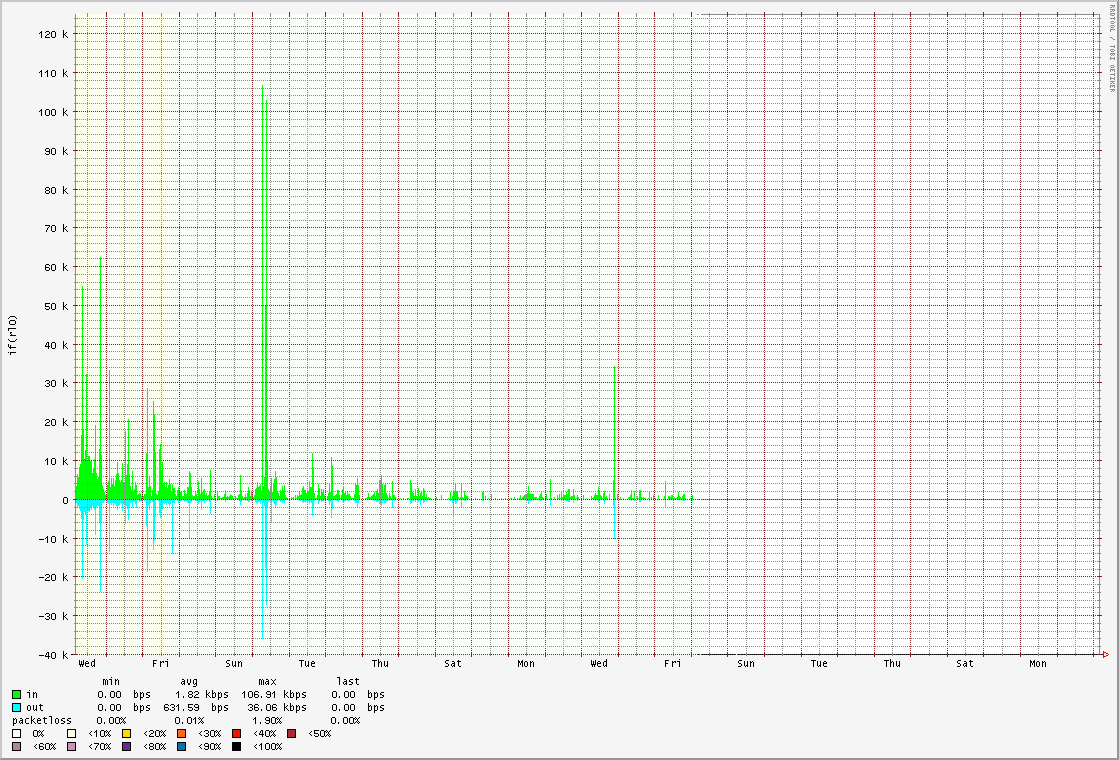 RRDTOOL / TOBI OETIKER
if(rl0)
120 k
110 k
100 k
90 k
80 k
70 k
60 k
50 k
40 k
30 k
20 k
10 k
0
-10 k
-20 k
-30 k
-40 k
Wed Fri Sun Tue Thu Sat Mon Wed Fri Sun Tue Thu Sat Mon
min avg max last
in 0.00 bps 1.82 kbps 106.91 kbps 0.00 bps
out 0.00 bps 631.59 bps 36.06 kbps 0.00 bps
packetloss 0.00% 0.01% 1.90% 0.00%
0% <10% <20% <30% <40% <50%
<60% <70% <80% <90% <100%